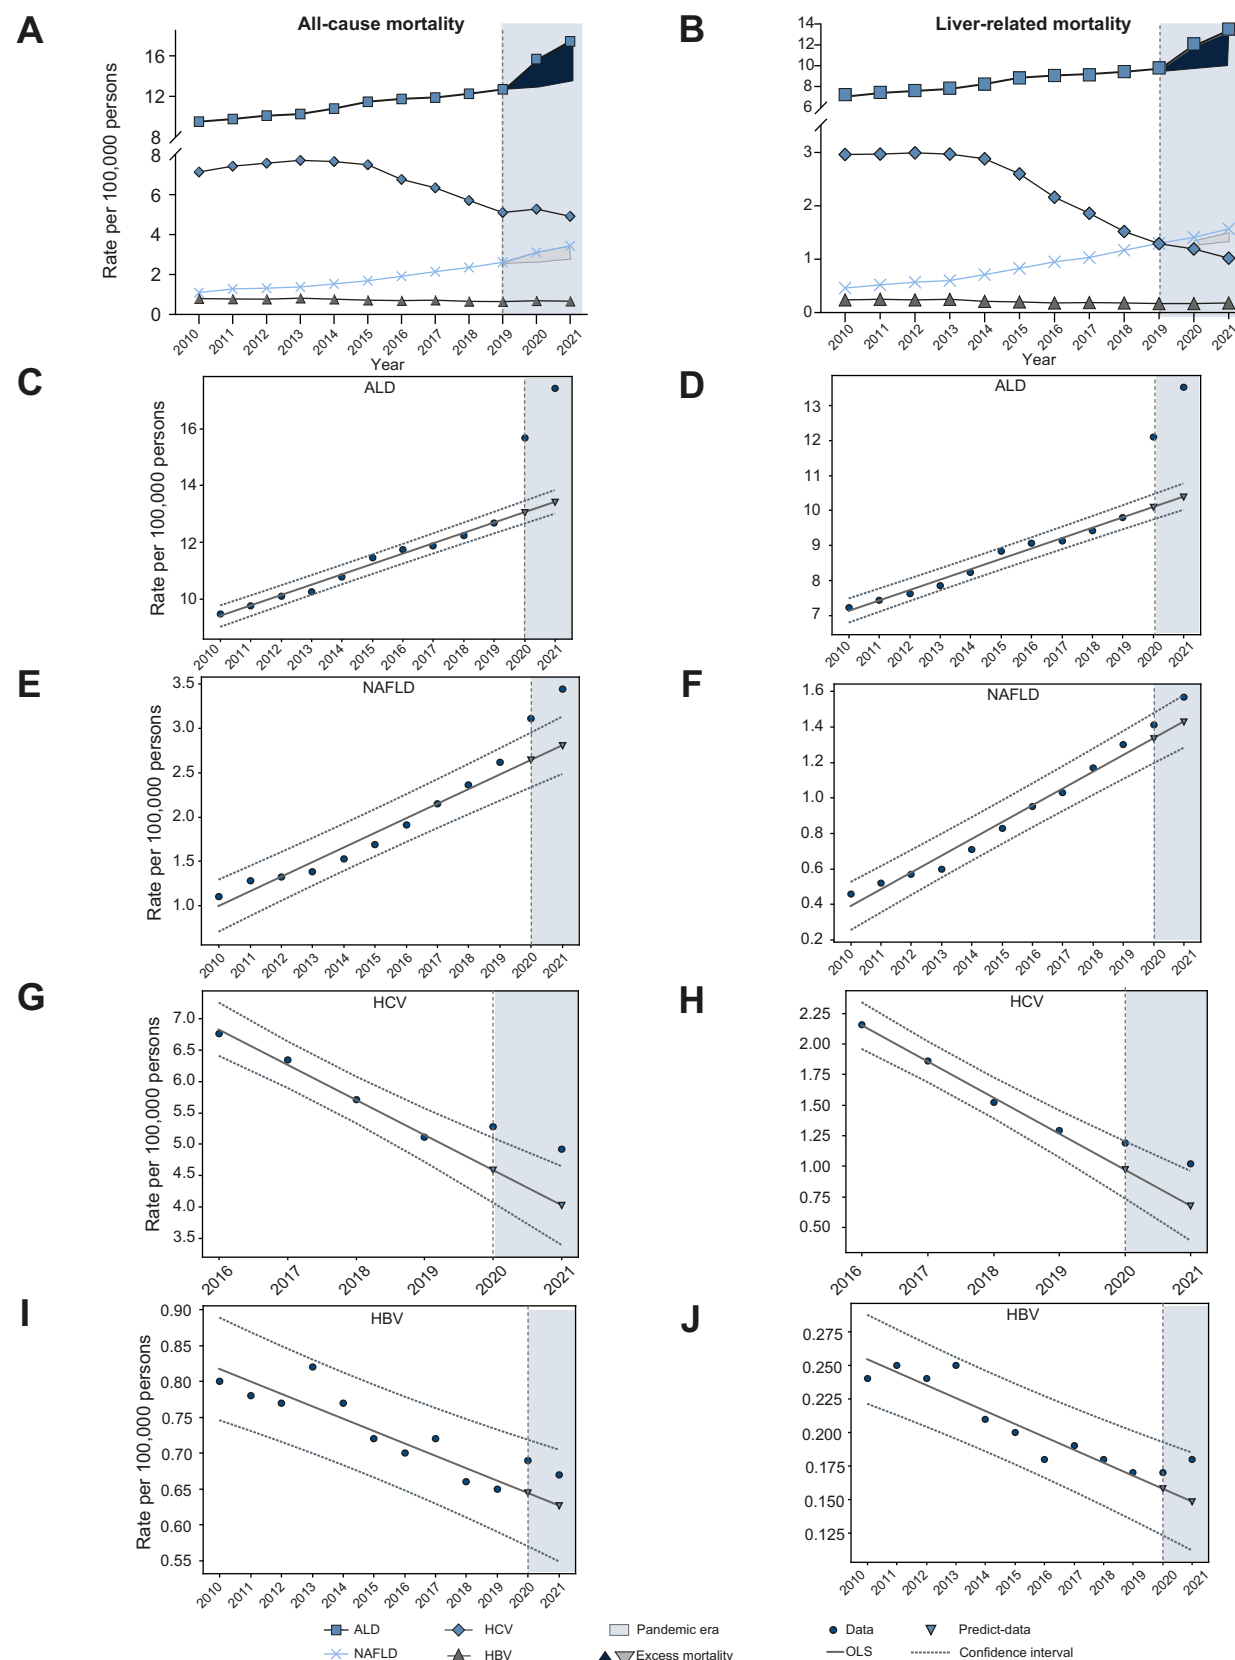 A
All-cause mortality
Rate per 100,000 persons
16
12
8
8
6
4
2
0
2010 2011 2012 2013 2014 2015 2016 2017 2018 2019 2020 2021
Year
B
Liver-related mortality
14
12
10
8
6
3
2
1
0
2010 2011 2012 2013 2014 2015 2016 2017 2018 2019 2020 2021
Year
C
ALD
Rate per 100,000 persons
16
14
12
10
2010 2011 2012 2013 2014 2015 2016 2017 2018 2019 2020 2021
D
ALD
13
12
11
10
9
8
7
2010 2011 2012 2013 2014 2015 2016 2017 2018 2019 2020 2021
E
NAFLD
Rate per 100,000 persons
3.5
3.0
2.5
2.0
1.5
1.0
2010 2011 2012 2013 2014 2015 2016 2017 2018 2019 2020 2021
F
NAFLD
1.6
1.4
1.2
1.0
0.8
0.6
0.4
0.2
2010 2011 2012 2013 2014 2015 2016 2017 2018 2019 2020 2021
G
HCV
Rate per 100,000 persons
7.0
6.5
6.0
5.5
5.0
4.5
4.0
3.5
2016 2017 2018 2019 2020 2021
H
HCV
2.25
2.00
1.75
1.50
1.25
1.00
0.75
0.50
2016 2017 2018 2019 2020 2021
I
HBV
Rate per 100,000 persons
0.90
0.85
0.80
0.75
0.70
0.65
0.60
0.55
2010 2011 2012 2013 2014 2015 2016 2017 2018 2019 2020 2021
J
HBV
0.275
0.250
0.225
0.200
0.175
0.150
0.125
2010 2011 2012 2013 2014 2015 2016 2017 2018 2019 2020 2021
ALD HCV Pandemic era Data Predict-data
NAFLD HBV Excess mortality OLS Confidence interval